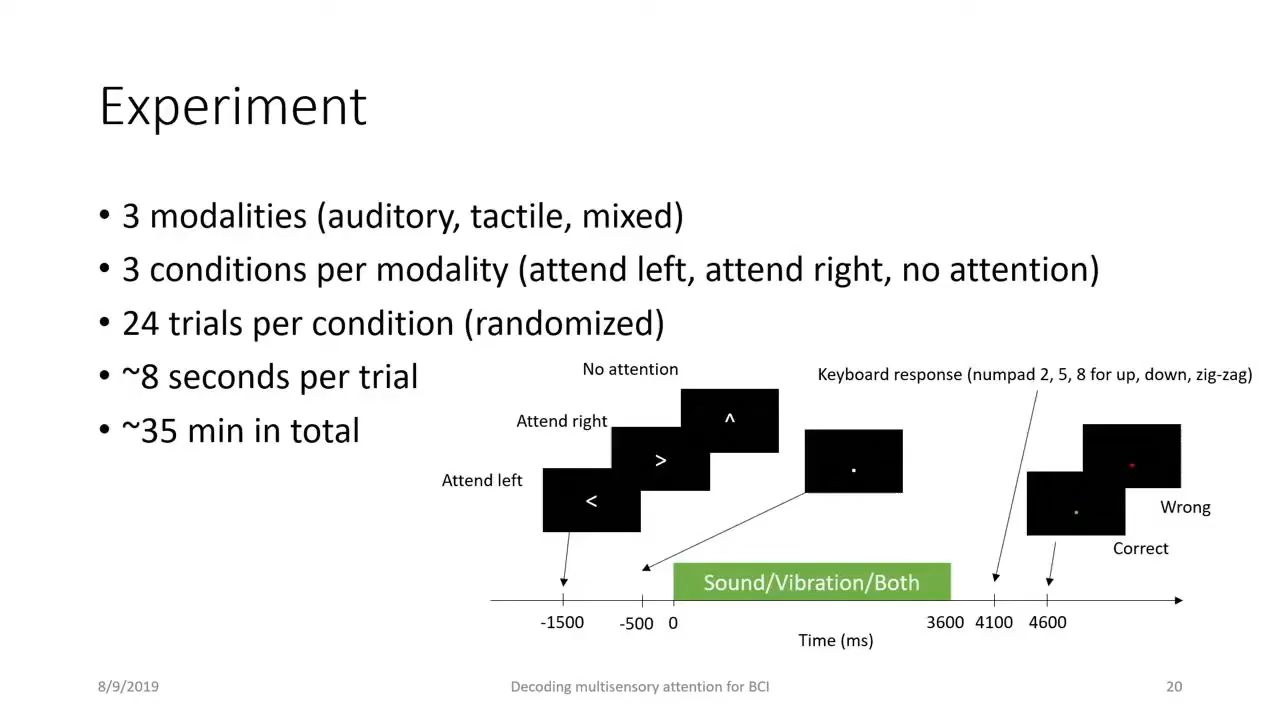 Experiment
• 3 modalities (auditory, tactile, mixed)
• 3 conditions per modality (attend left, attend right, no attention)
• 24 trials per condition (randomized)
• ~8 seconds per trial
• ~35 min in total
No attention
Keyboard response (numpad 2, 5, 8 for up, down, zig-zag)
^
Attend right
>
.
Attend left
<
Wrong
Correct
Sound/Vibration/Both
-1500 -500 0 3600 4100 4600
Time (ms)
8/9/2019 Decoding multisensory attention for BCI 20